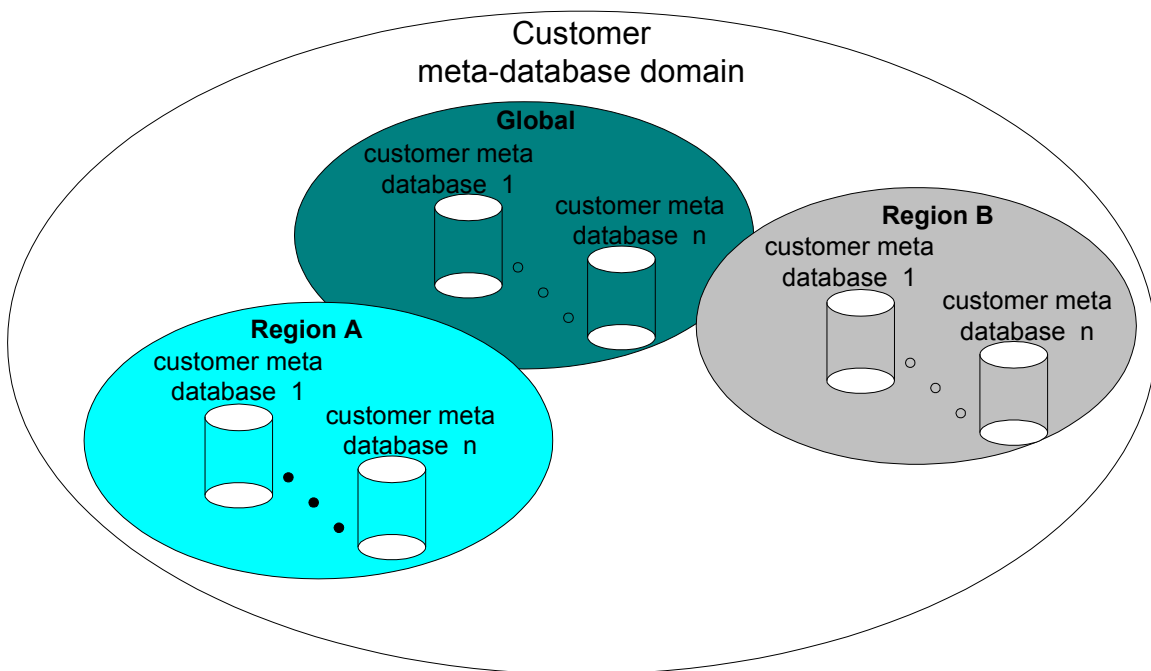 Customer
meta-database domain
Global
customer meta
database 1
customer meta
database n
Region B
customer meta
database 1
customer meta
database n
Region A
customer meta
database 1
customer meta
database n